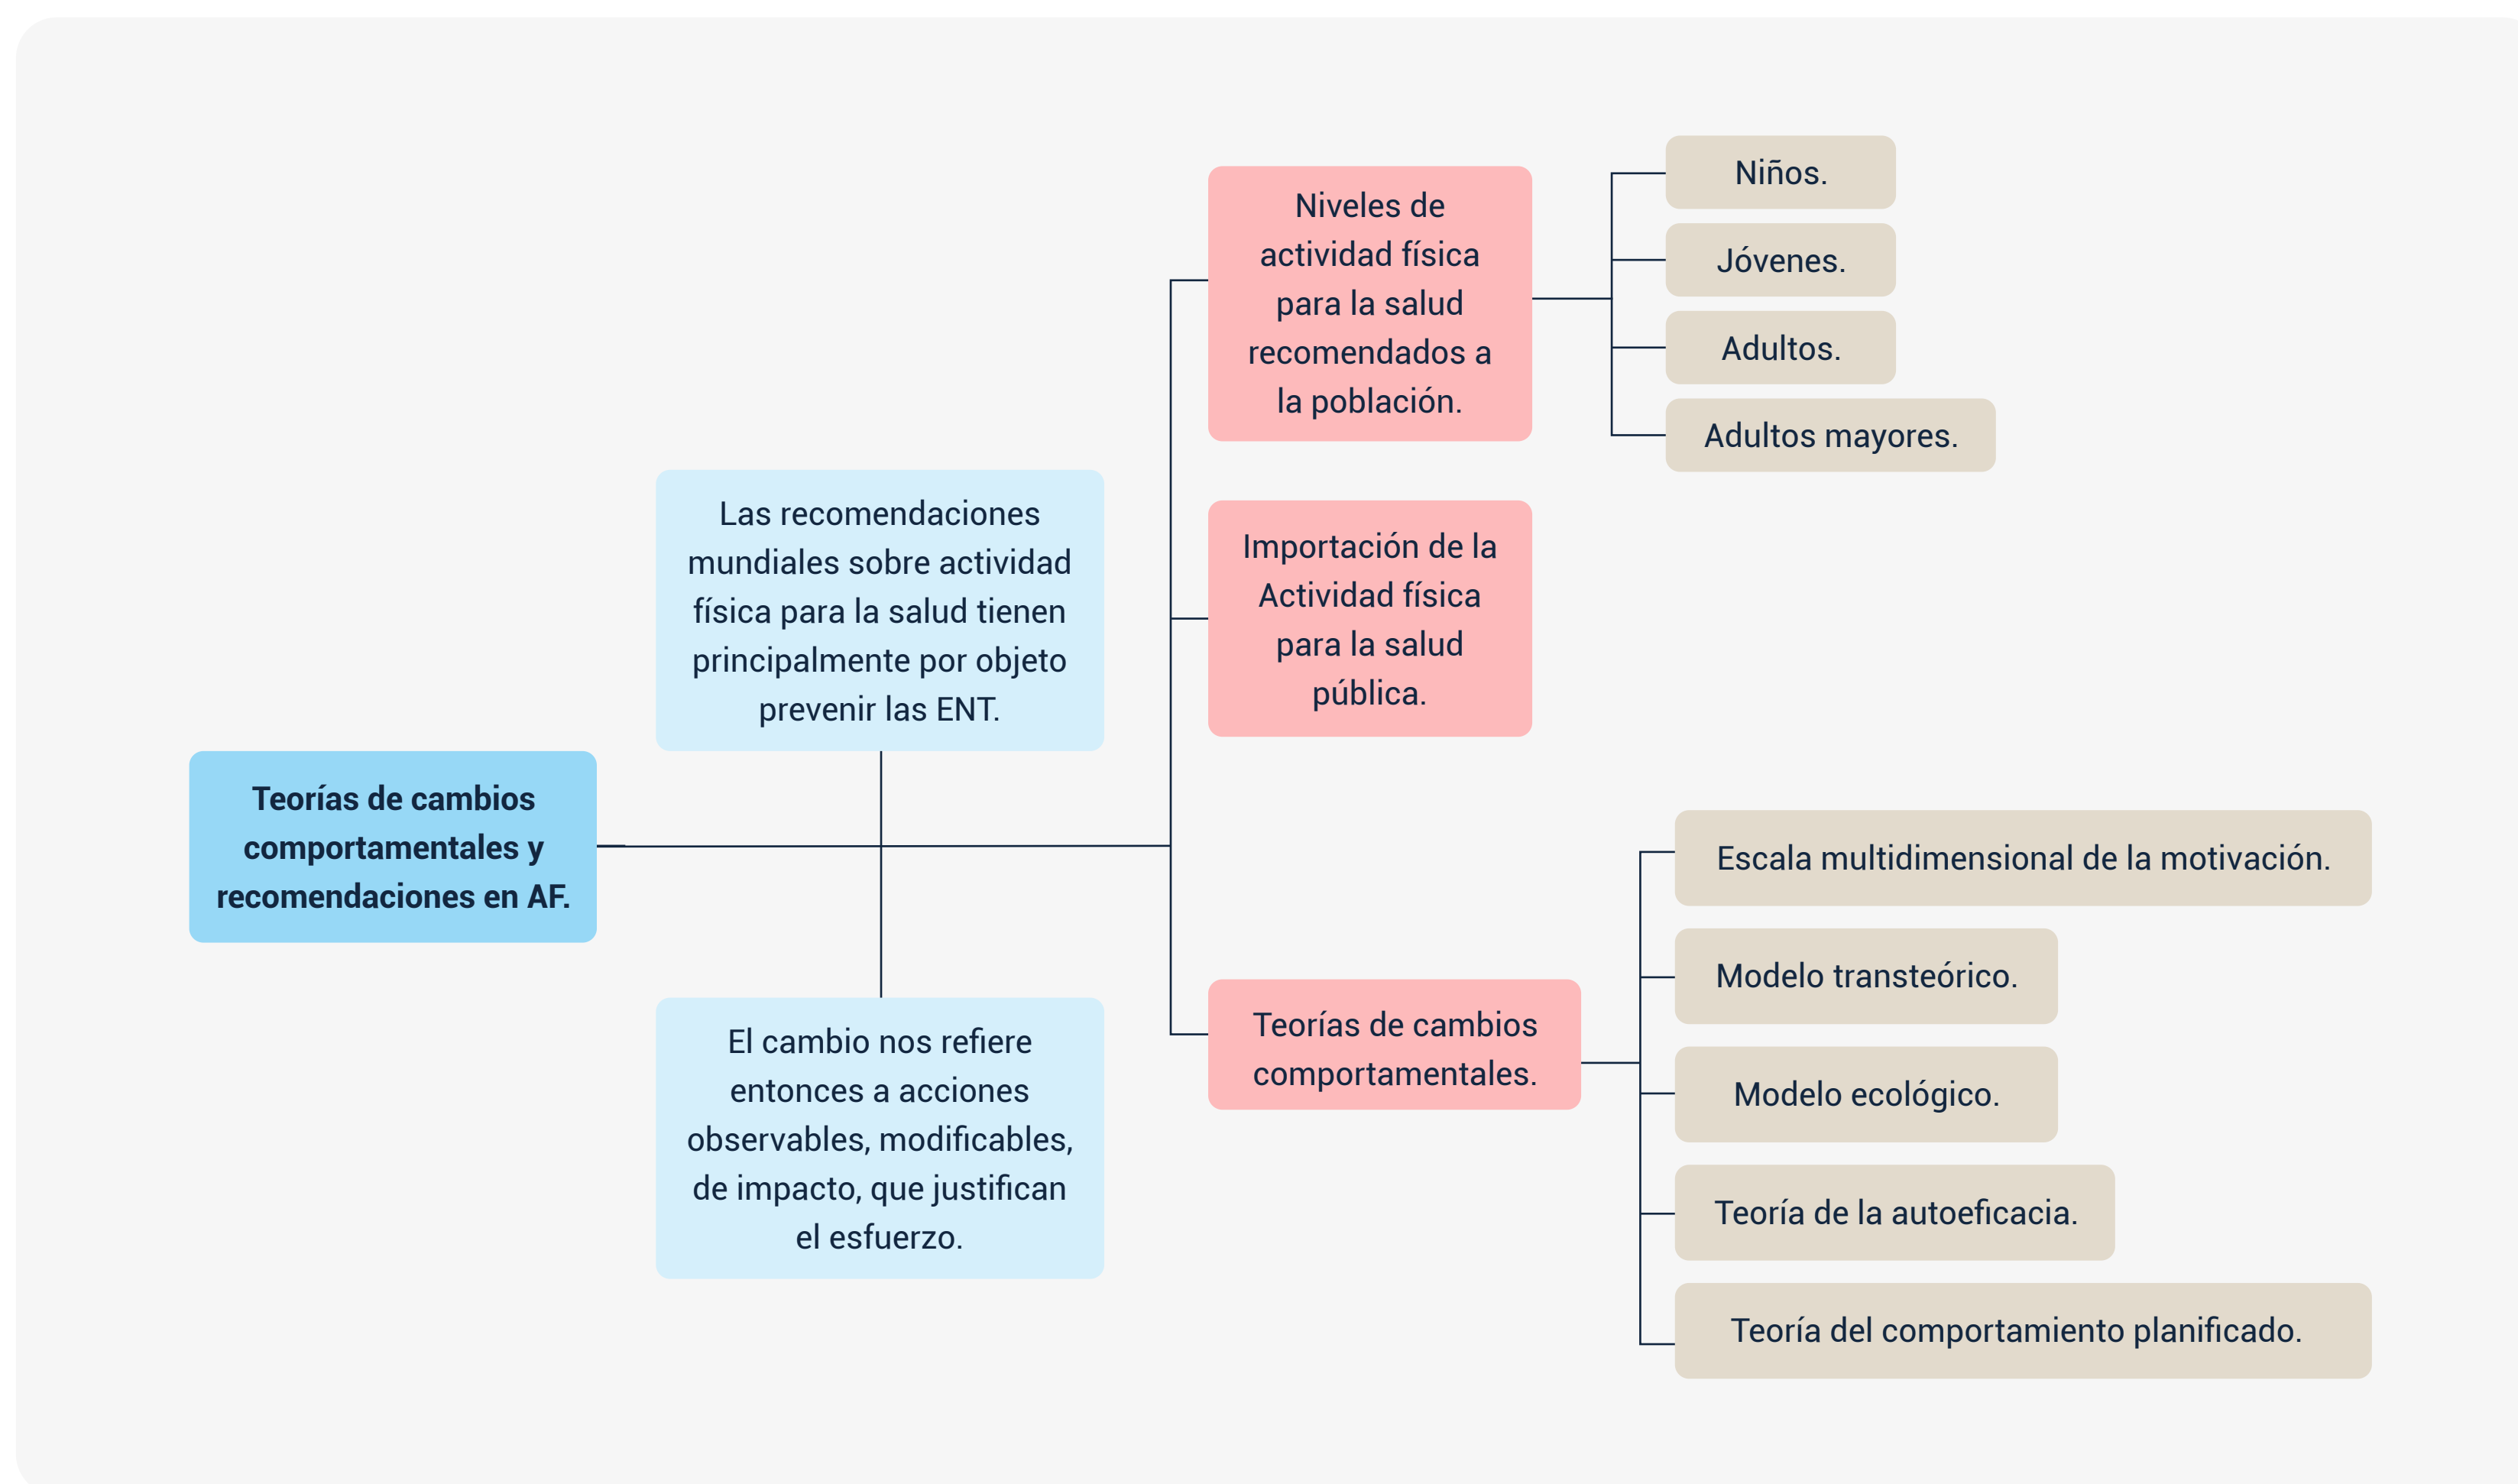 Teorías de cambios
comportamentales y
recomendaciones en AF.
Las recomendaciones
mundiales sobre actividad
física para la salud tienen
principalmente por objeto
prevenir las ENT.
El cambio nos refiere
entonces a acciones
observables, modificables,
de impacto, que justifican
el esfuerzo.
Niveles de
actividad física
para la salud
recomendados a
la población.
Niños.
Jóvenes.
Adultos.
Adultos mayores.
Importación de la
Actividad física
para la salud
pública.
Teorías de cambios
comportamentales.
Escala multidimensional de la motivación.
Modelo transteórico.
Modelo ecológico.
Teoría de la autoeficacia.
Teoría del comportamiento planificado.